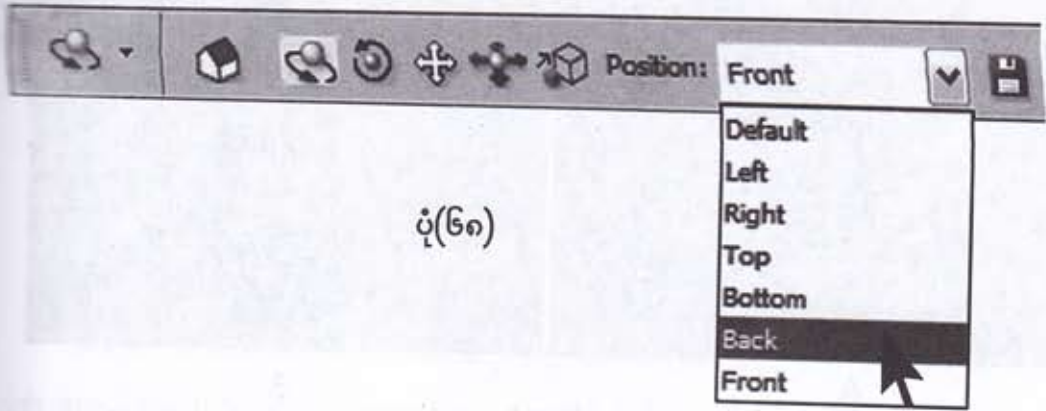 Position: Front
Default
Left
Right
Top
Bottom
Back
Front
ပုံ(၆၈)